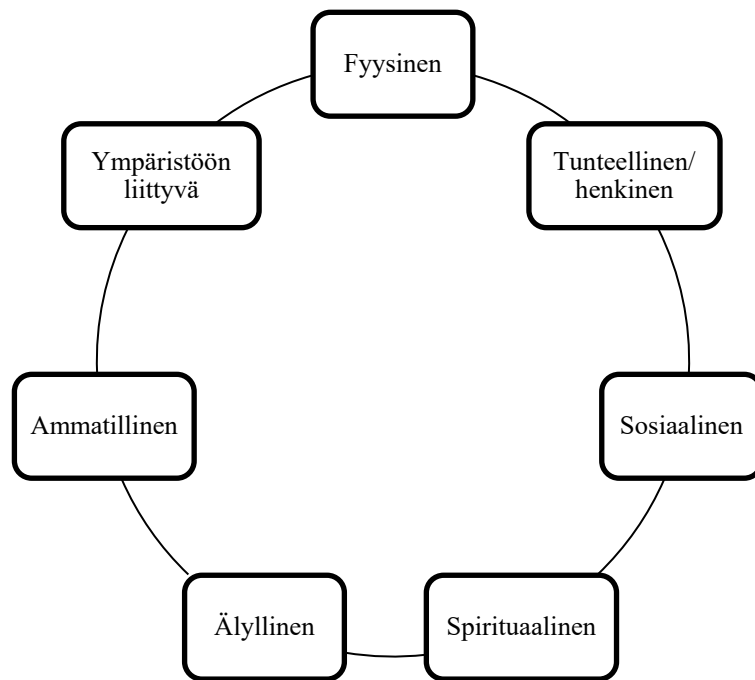 Fyysinen
Tunteellinen/
henkinen
Sosiaalinen
Spirituaalinen
Älyllinen
Ammatillinen
Ympäristöön
liittyvä